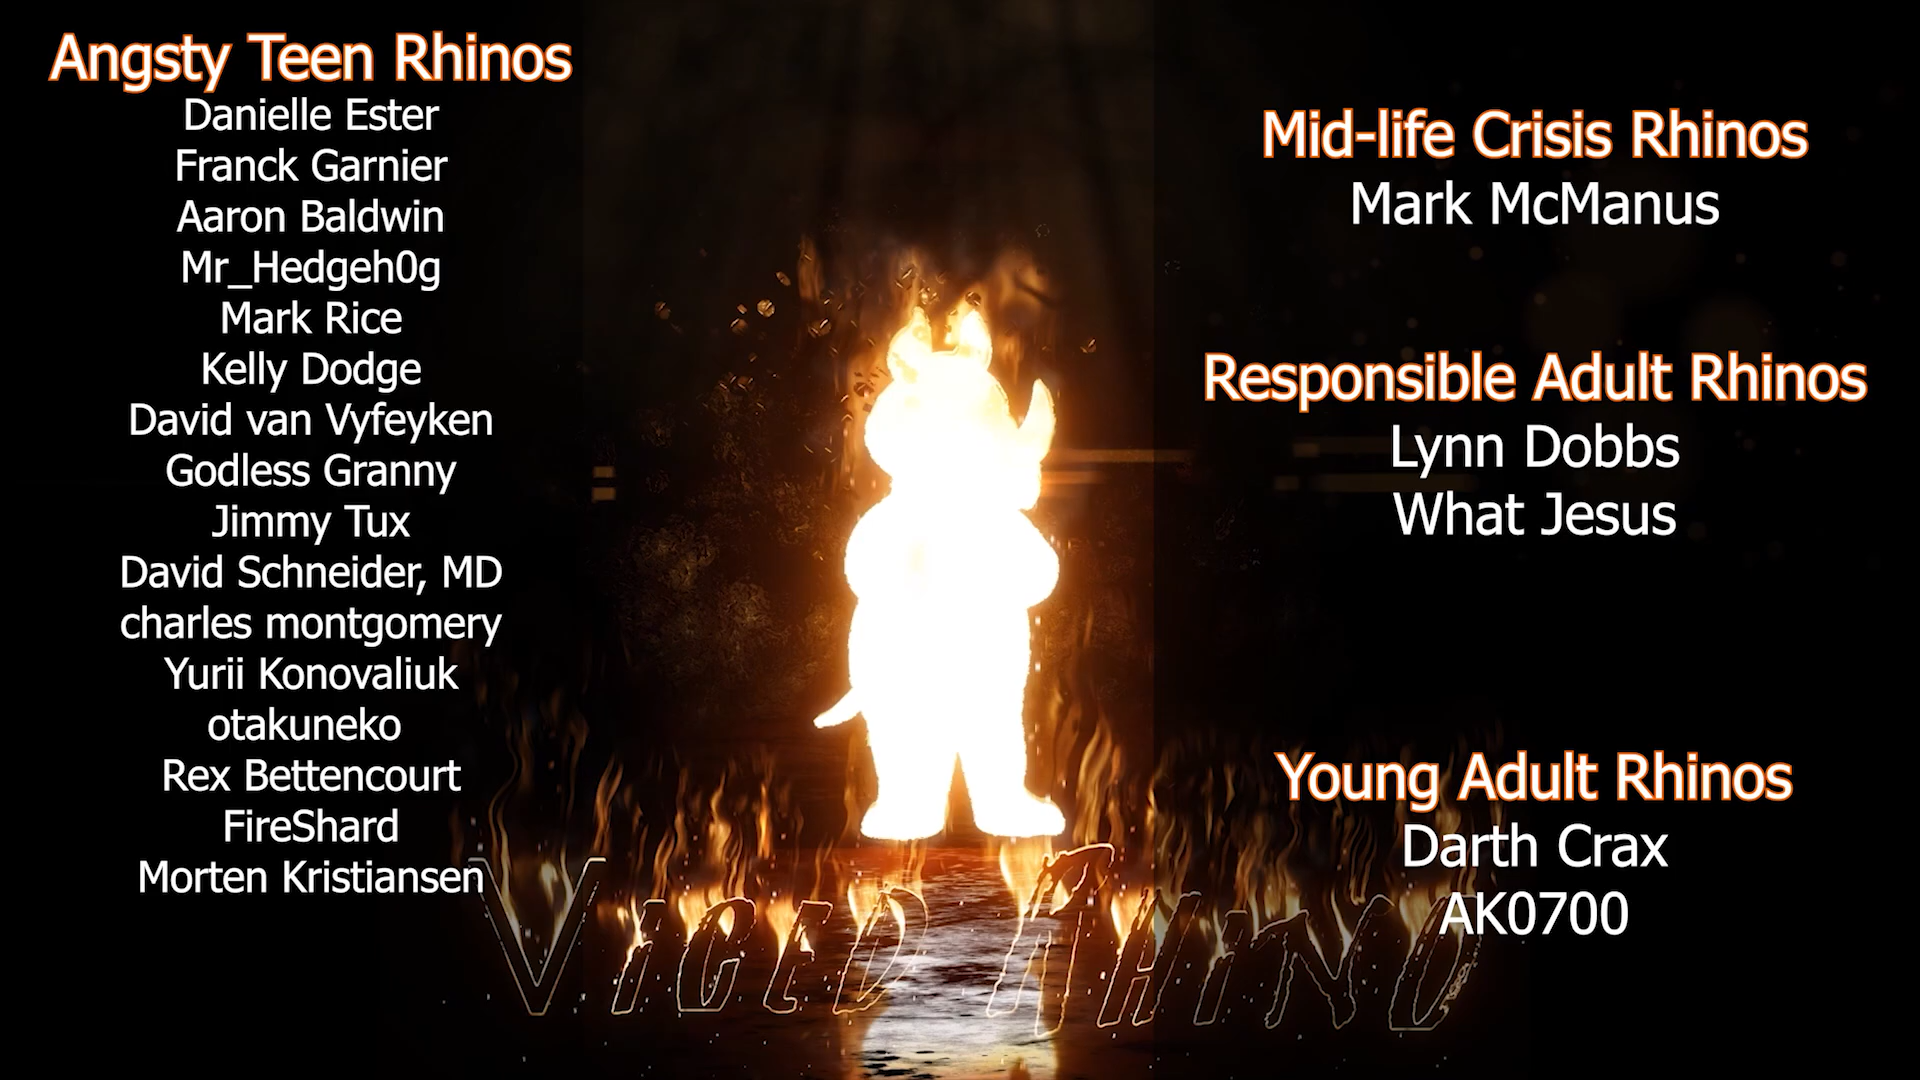 Angsty Teen Rhinos
Danielle Ester
Franck Garnier
Aaron Baldwin
Mr_Hedgeh0g
Mark Rice
Kelly Dodge
David van Vyfeyken
Godless Granny
Jimmy Tux
David Schneider, MD
charles montgomery
Yurii Konovaliuk
otakuneko
Rex Bettencourt
FireShard
Morten Kristiansen
Mid-life Crisis Rhinos
Mark McManus
Responsible Adult Rhinos
Lynn Dobbs
What Jesus
Young Adult Rhinos
Darth Crax
AK0700
Viced Rhino